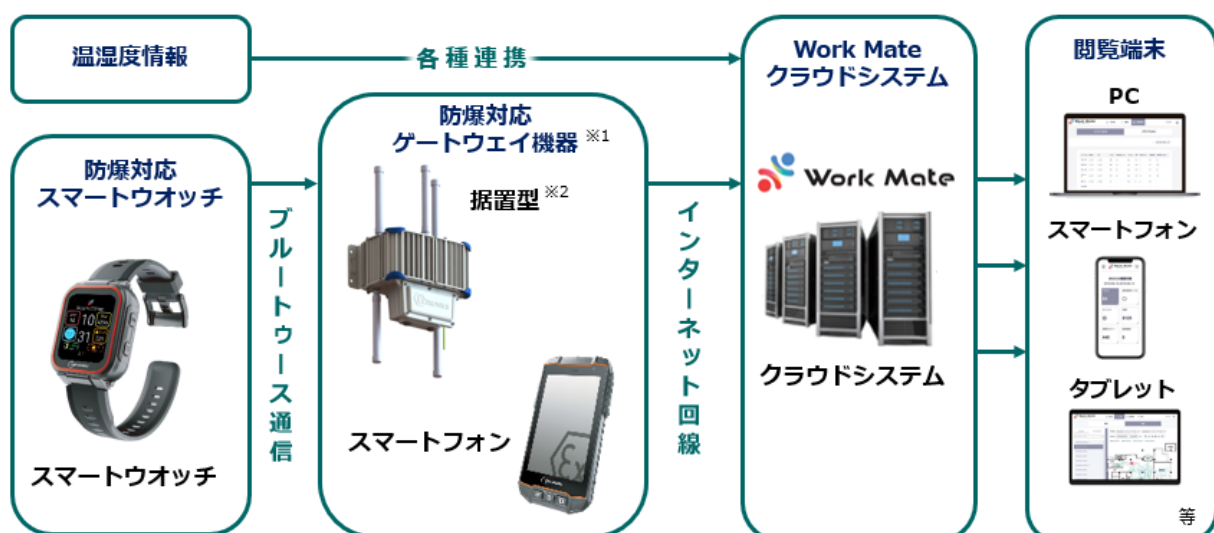 温湿度情報
各種連携
防爆対応
スマートウオッチ
スマートウオッチ
ブルートゥース通信
防爆対応
ゲートウェイ機器 ※1
据置型 ※2
スマートフォン
インターネット回線
Work Mate
クラウドシステム
Work Mate
クラウドシステム
閲覧端末
PC
スマートフォン
タブレット
等